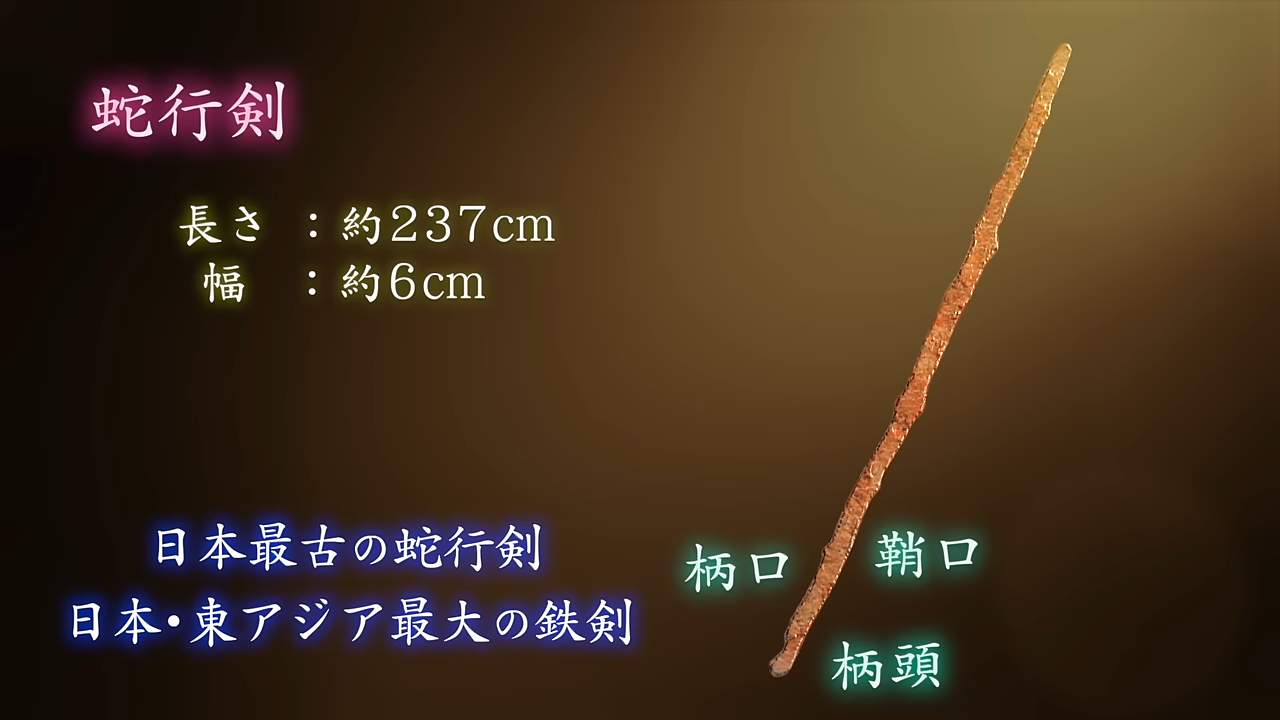 蛇行剣
長さ ：約237cm
幅 ：約6cm
日本最古の蛇行剣
日本・東アジア最大の鉄剣
柄口
鞘口
柄頭